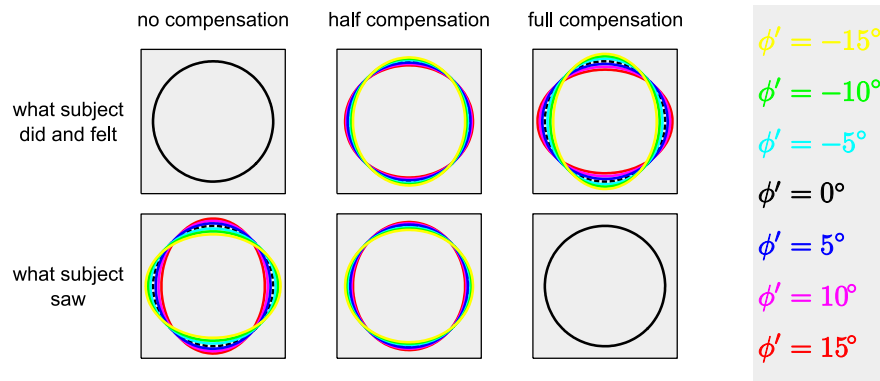 no compensation
half compensation
full compensation
what subject
did and felt
what subject
saw
ϕ′ = −15°
ϕ′ = −10°
ϕ′ = −5°
ϕ′ = 0°
ϕ′ = 5°
ϕ′ = 10°
ϕ′ = 15°